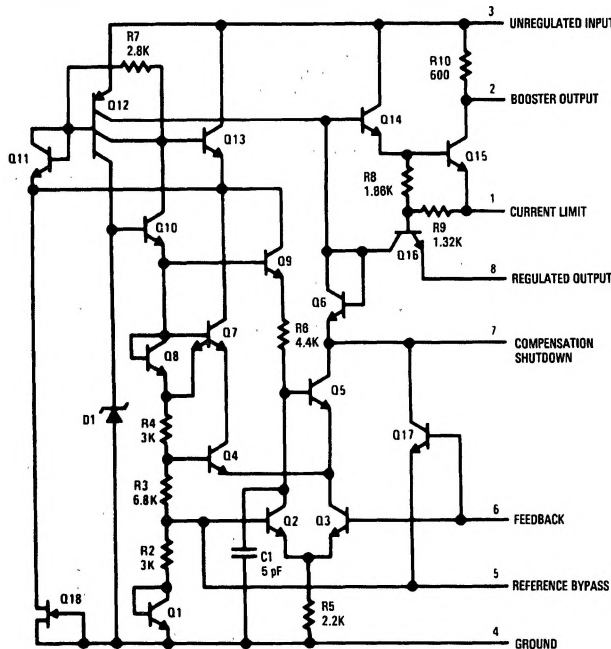 3
UNREGULATED INPUT
R7
2.8K
R10
600
Q12
2
BOOSTER OUTPUT
Q14
Q11
Q13
Q15
R8
1.86K
1
CURRENT LIMIT
Q10
R9
1.32K
Q9
Q16
8
REGULATED OUTPUT
Q6
R6
4.4K
7
COMPENSATION
SHUTDOWN
Q7
Q8
Q5
D1
R4
3K
Q4
Q17
R3
6.8K
Q2
Q3
6
FEEDBACK
R2
3K
C1
5 pF
5
REFERENCE BYPASS
Q18
Q1
R5
2.2K
4
GROUND